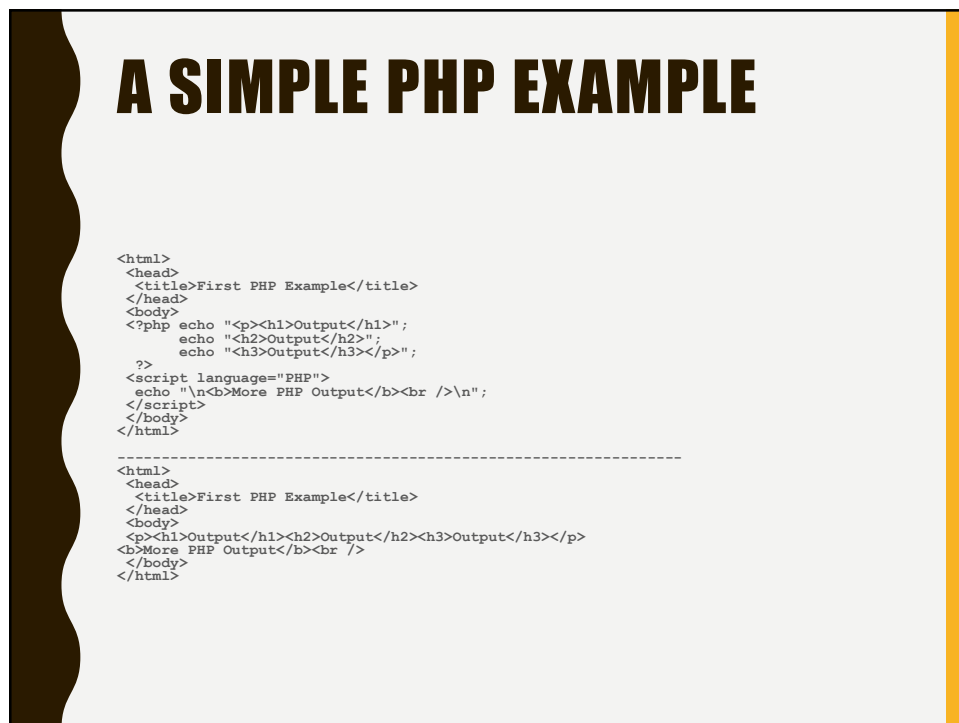 A SIMPLE PHP EXAMPLE
<html>
 <head>
  <title>First PHP Example</title>
 </head>
 <body>
 <?php echo "<p><h1>Output</h1>";
       echo "<h2>Output</h2>";
       echo "<h3>Output</h3></p>";
  ?>
 <script language="PHP">
  echo "\n<b>More PHP Output</b><br />\n";
 </script>
 </body>
</html>
----------------------------------------------------------------
<html>
 <head>
  <title>First PHP Example</title>
 </head>
 <body>
 <p><h1>Output</h1><h2>Output</h2><h3>Output</h3></p>
<b>More PHP Output</b><br />
 </body>
</html>